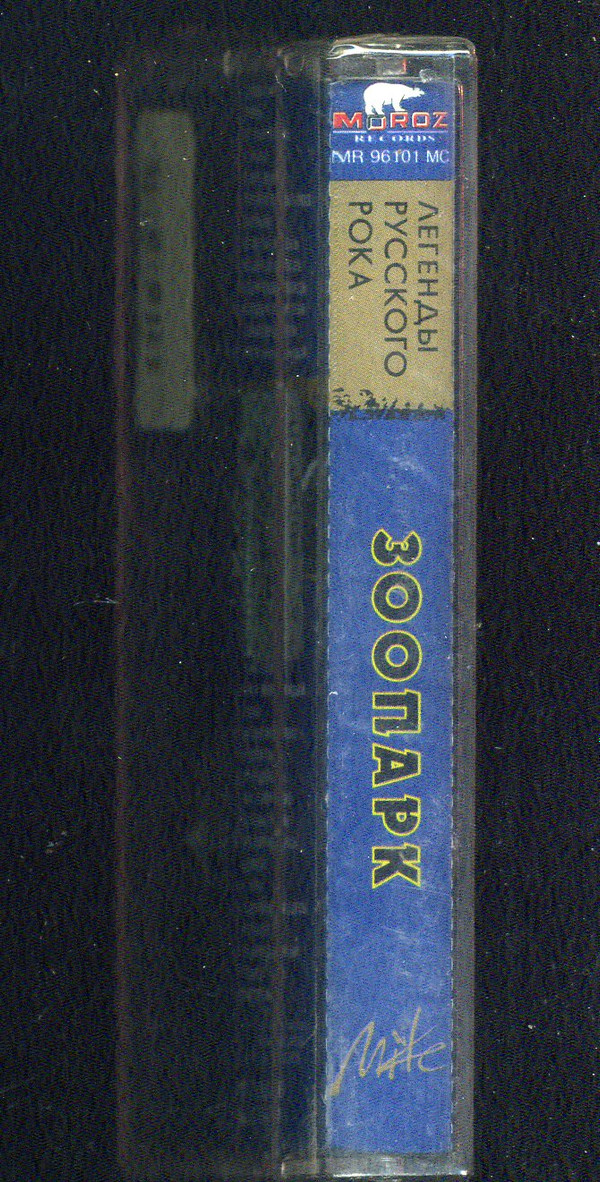 MOROZ
RECORDS
MR 96101 MC
ЛЕГЕНДЫ
РУССКОГО
РОКА
ЗООПАРК
Mike